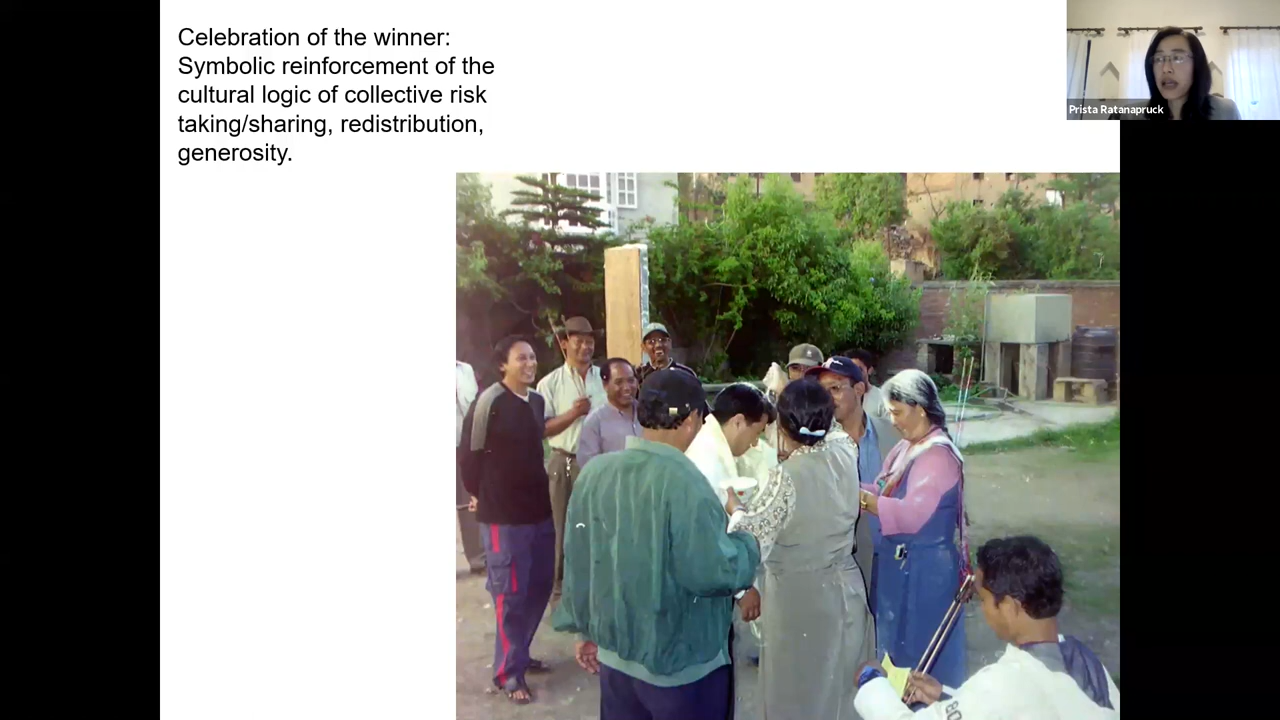 Celebration of the winner:
Symbolic reinforcement of the
cultural logic of collective risk
taking/sharing, redistribution,
generosity.
Prista Ratanapruck